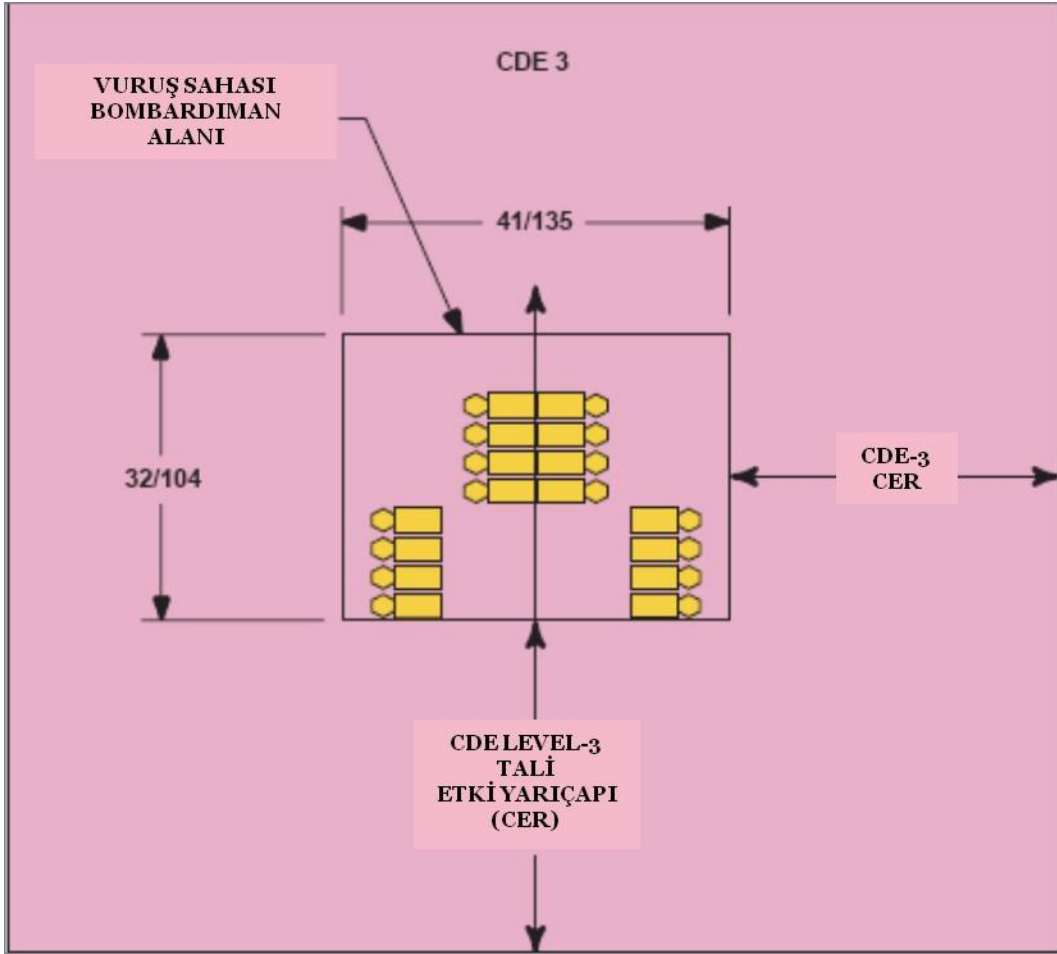 CDE 3
VURUŞ SAHASI
BOMBARDIMAN
ALANI
41/135
32/104
CDE-3
CER
CDE LEVEL-3
TALİ
ETKİ YARIÇAPI
(CER)